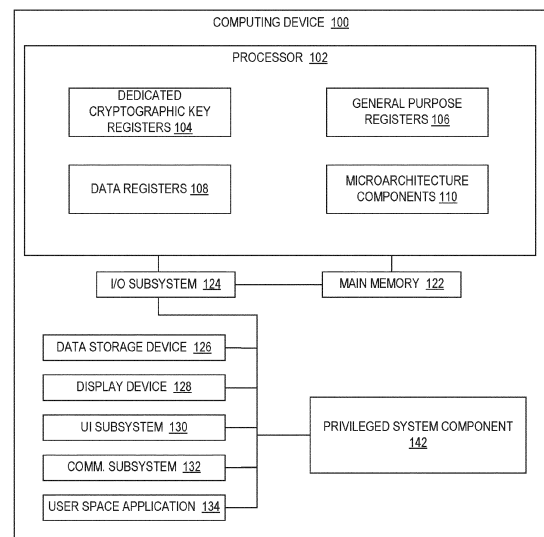 COMPUTING DEVICE 100
PROCESSOR 102
DEDICATED
CRYPTOGRAPHIC KEY
REGISTERS 104
GENERAL PURPOSE
REGISTERS 106
DATA REGISTERS 108
MICROARCHITECTURE
COMPONENTS 110
I/O SUBSYSTEM 124
MAIN MEMORY 122
DATA STORAGE DEVICE 126
DISPLAY DEVICE 128
UI SUBSYSTEM 130
COMM. SUBSYSTEM 132
USER SPACE APPLICATION 134
PRIVILEGED SYSTEM COMPONENT
142